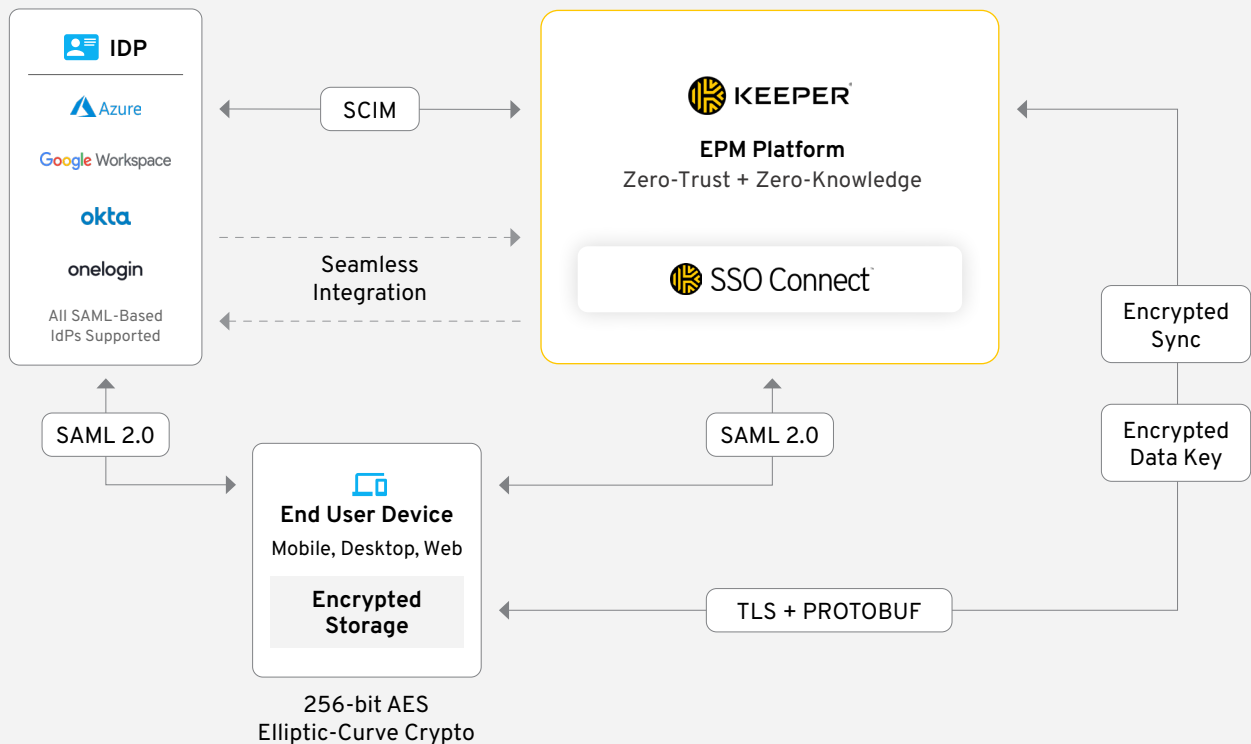 IDP
Azure
Google Workspace
okta
onelogin
All SAML-Based
IdPs Supported
SCIM
Seamless
Integration
KEEPER
EPM Platform
Zero-Trust + Zero-Knowledge
SSO Connect™
Encrypted
Sync
Encrypted
Data Key
SAML 2.0
SAML 2.0
End User Device
Mobile, Desktop, Web
Encrypted
Storage
TLS + PROTOBUF
256-bit AES
Elliptic-Curve Crypto